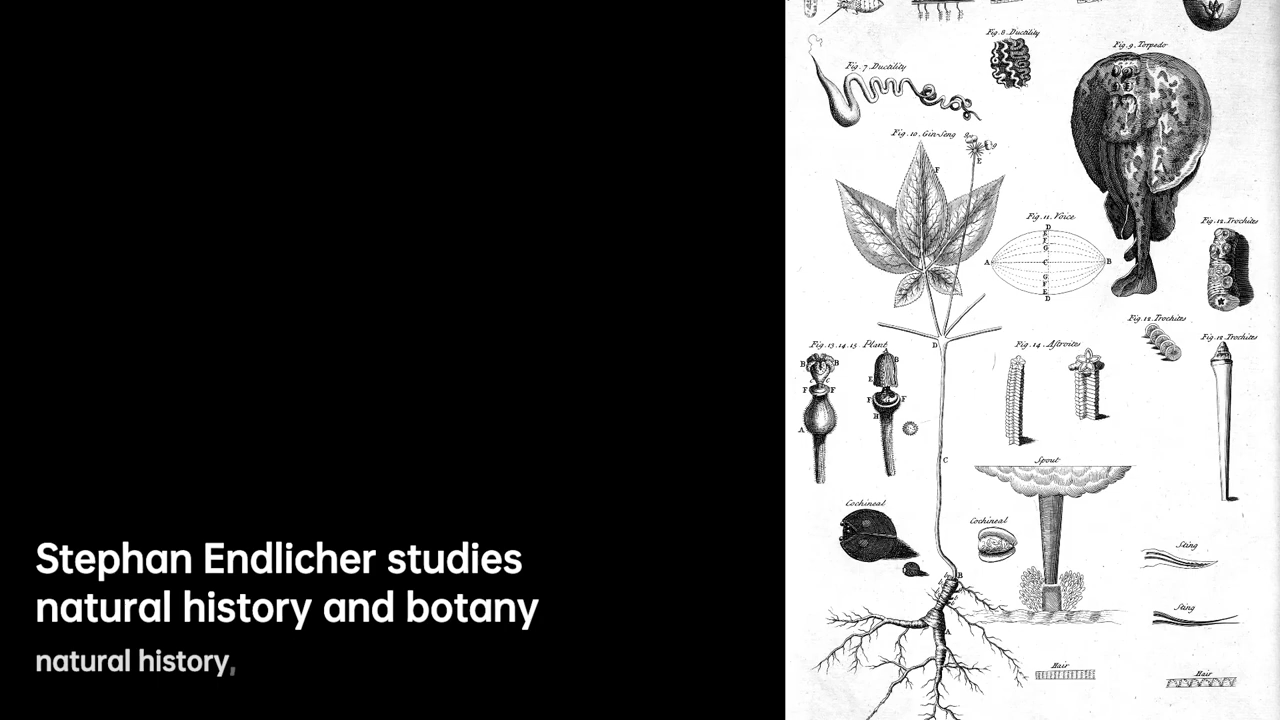 Stephan Endlicher studies
natural history and botany
natural history,
Fig. 8. Ductility
Fig. 9. Torpedo
Fig. 7. Ductility
Fig. 10. Gin-Seng
g
E
F
Fig. 11. Voice
D
E
F
G
A
C
B
G
F
E
D
Fig. 12. Trochites
Fig. 12. Trochites
Fig. 12. Trochites
Fig. 13. 14. 15. Plant
D
Fig. 14. Astroites
B
B
F
F
A
A
B
E
F
F
H
C
Spout
Cochineal
Cochineal
Sting
B
Sting
A
Hair
Hair